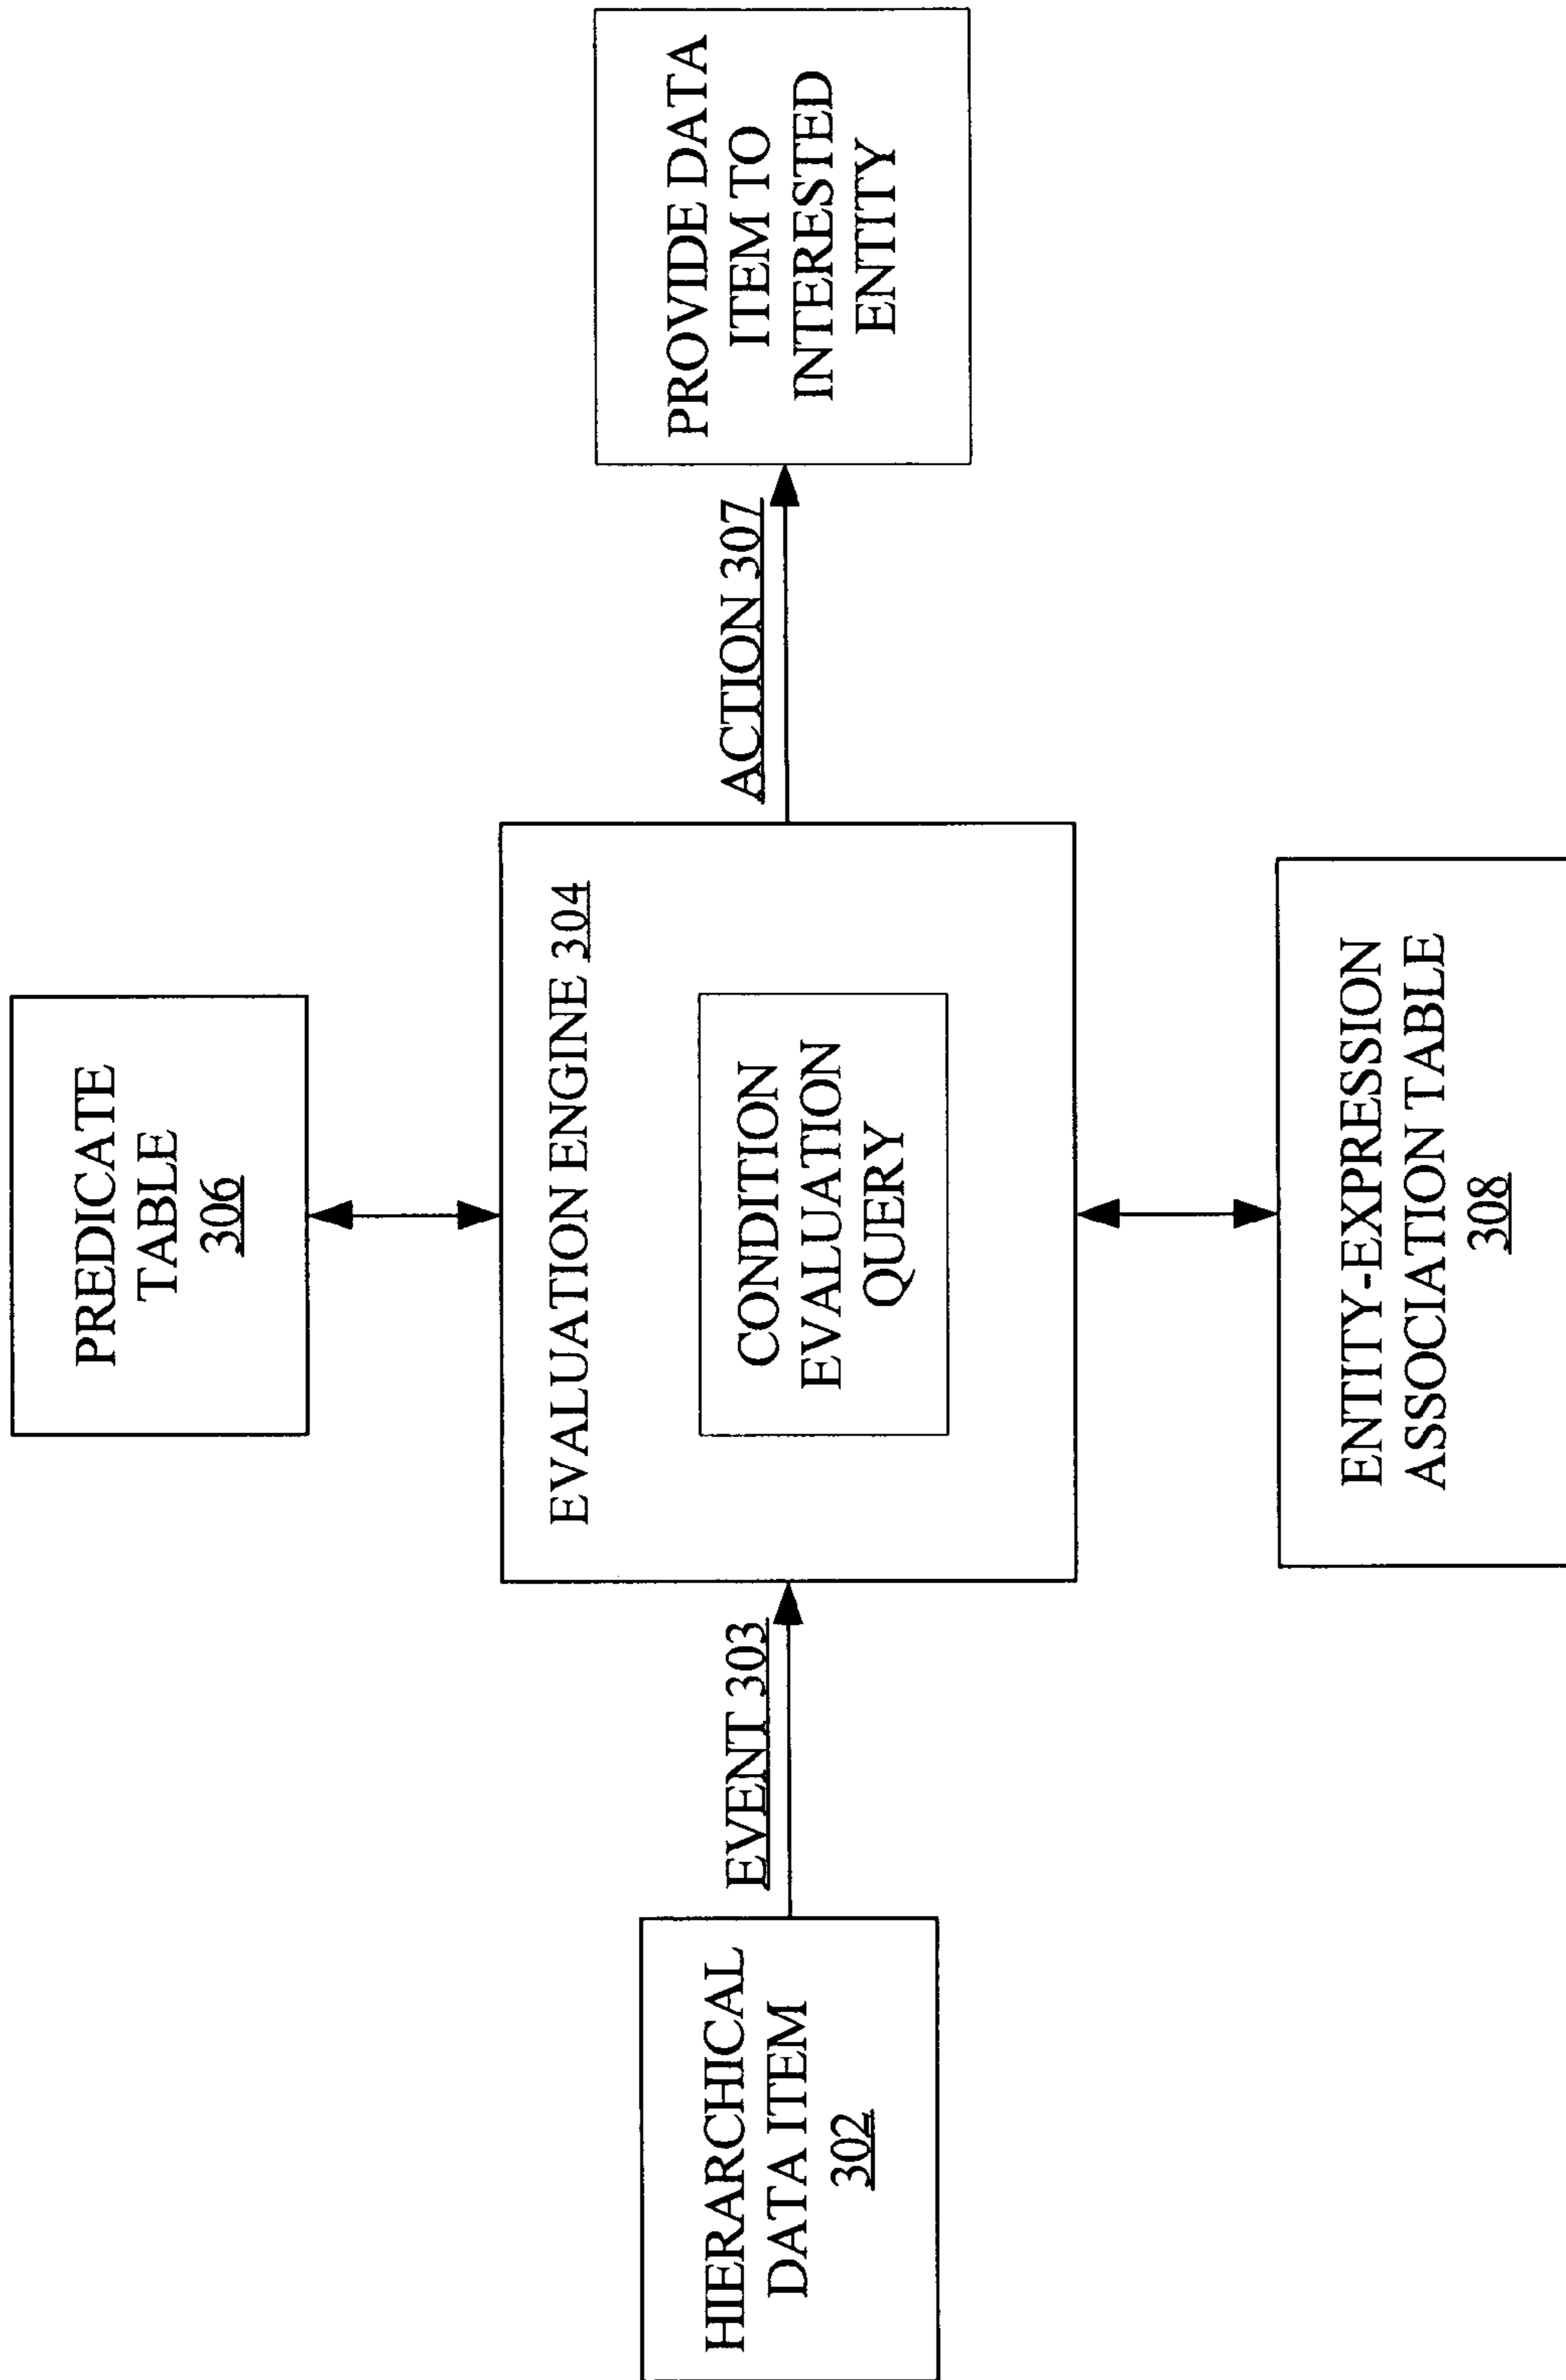 PREDICATE
TABLE
306
HIERARCHICAL
DATA ITEM
302
EVENT 303
EVALUATION ENGINE 304
CONDITION
EVALUATION
QUERY
ACTION 307
PROVIDE DATA
ITEM TO
INTERESTED
ENTITY
ENTITY-EXPRESSION
ASSOCIATION TABLE
308